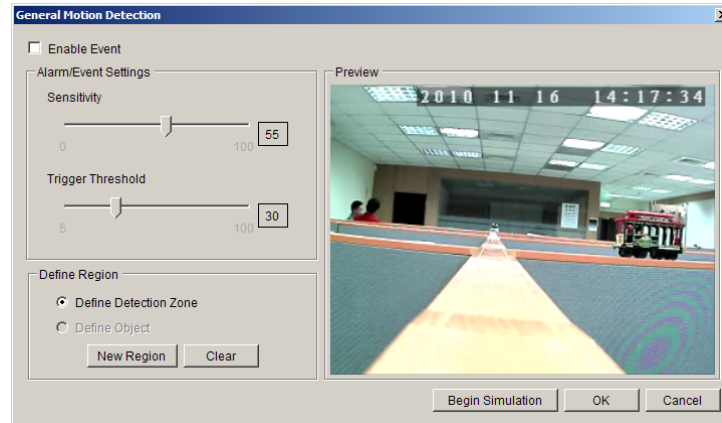 General Motion Detection
Enable Event
Alarm/Event Settings
Sensitivity
55
0 100
Trigger Threshold
30
5 100
Define Region
Define Detection Zone
Define Object
New Region Clear
Preview
2010 11 16 14:17:34
Begin Simulation OK Cancel